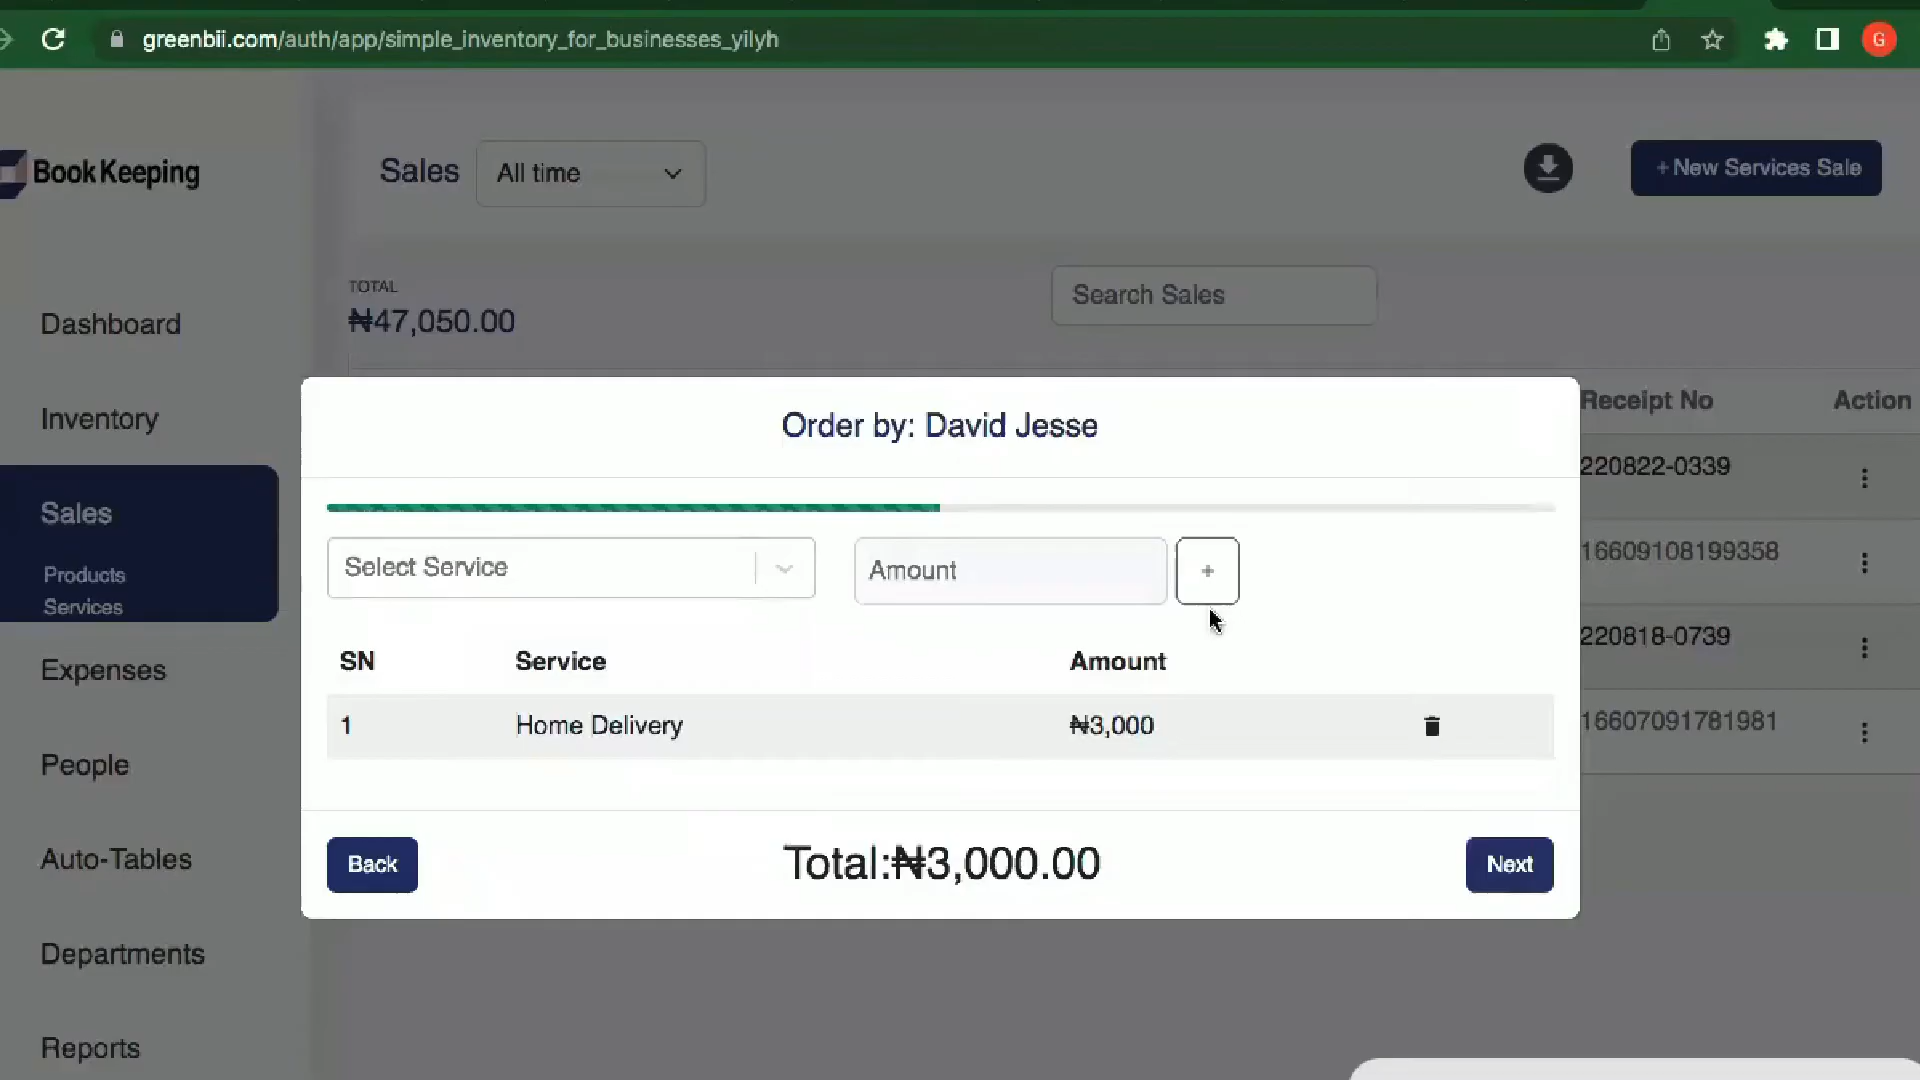 greenbii.com/auth/app/simple_inventory_for_businesses_yilyh
G
BookKeeping
Sales
All time
+New Services Sale
TOTAL
₦47,050.00
Search Sales
Dashboard
Inventory
Sales
Products
Services
Expenses
People
Auto-Tables
Departments
Reports
Receipt No Action
220822-0339
16609108199358
220818-0739
16607091781981
Order by: David Jesse
Select Service
Amount
+
SN Service Amount
1 Home Delivery ₦3,000
Back
Total:₦3,000.00
Next